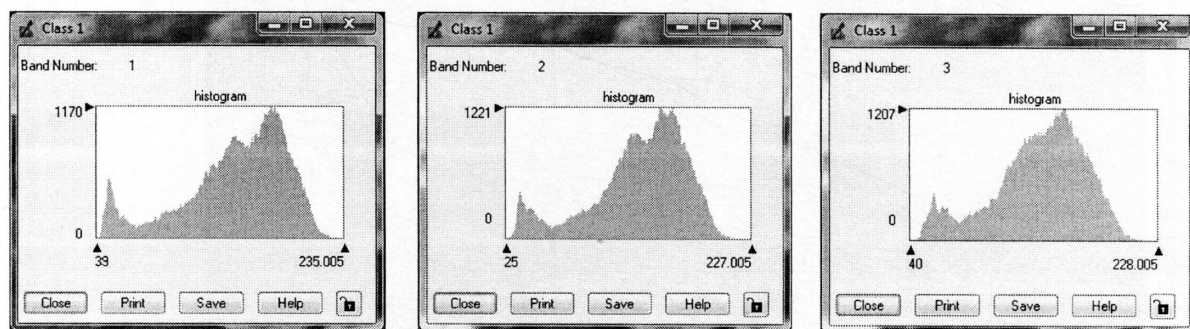 Class 1
Band Number: 1
histogram
1170
0
39 235.005
Close Print Save Help
Class 1
Band Number: 2
histogram
1221
0
25 227.005
Close Print Save Help
Class 1
Band Number: 3
histogram
1207
0
40 228.005
Close Print Save Help